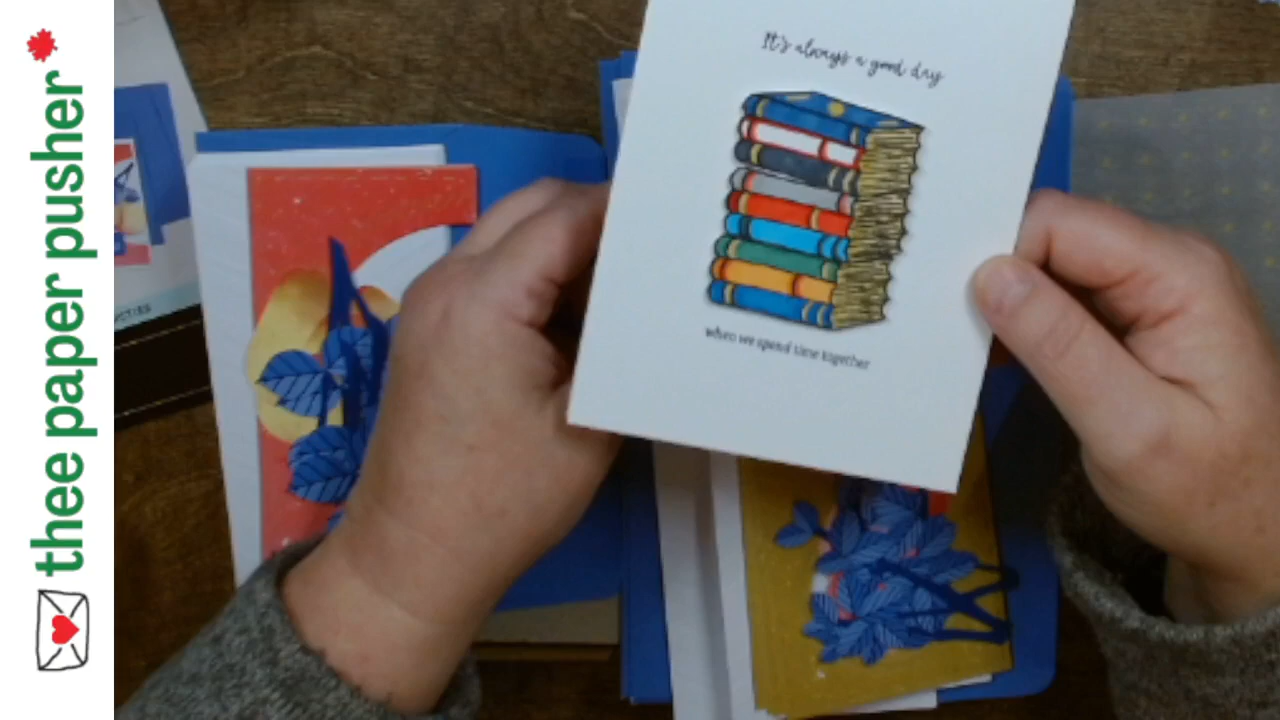 thee paper pusher
It's always a good day
when we spend time together